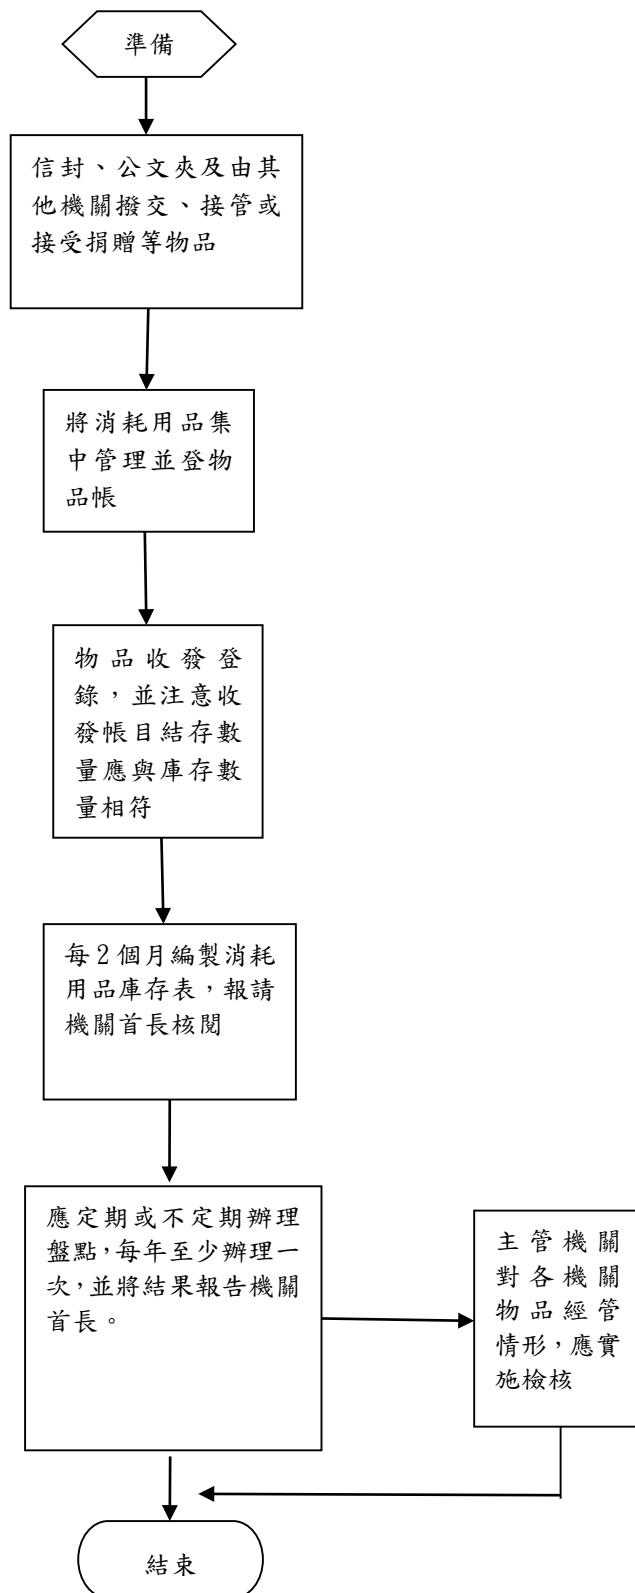 準備
信封、公文夾及由其
他機關撥交、接管或
接受捐贈等物品
將消耗用品集
中管理並登物
品帳
物品收發登
錄，並注意收
發帳目結存數
量應與庫存數
量相符
每2個月編製消耗
用品庫存表，報請
機關首長核閱
應定期或不定期辦理
盤點，每年至少辦理一
次，並將結果報告機關
首長。
主管機關
對各機關
物品經管
情形，應實
施檢核
結束